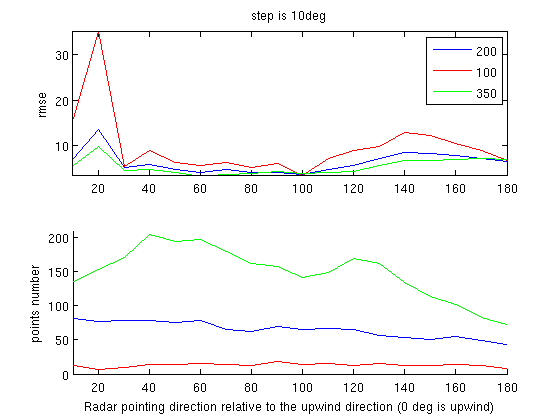 step is 10deg
30
20
10
rmse
200
100
350
20 40 60 80 100 120 140 160 180
200
150
100
50
0
points number
20 40 60 80 100 120 140 160 180
Radar pointing direction relative to the upwind direction (0 deg is upwind)